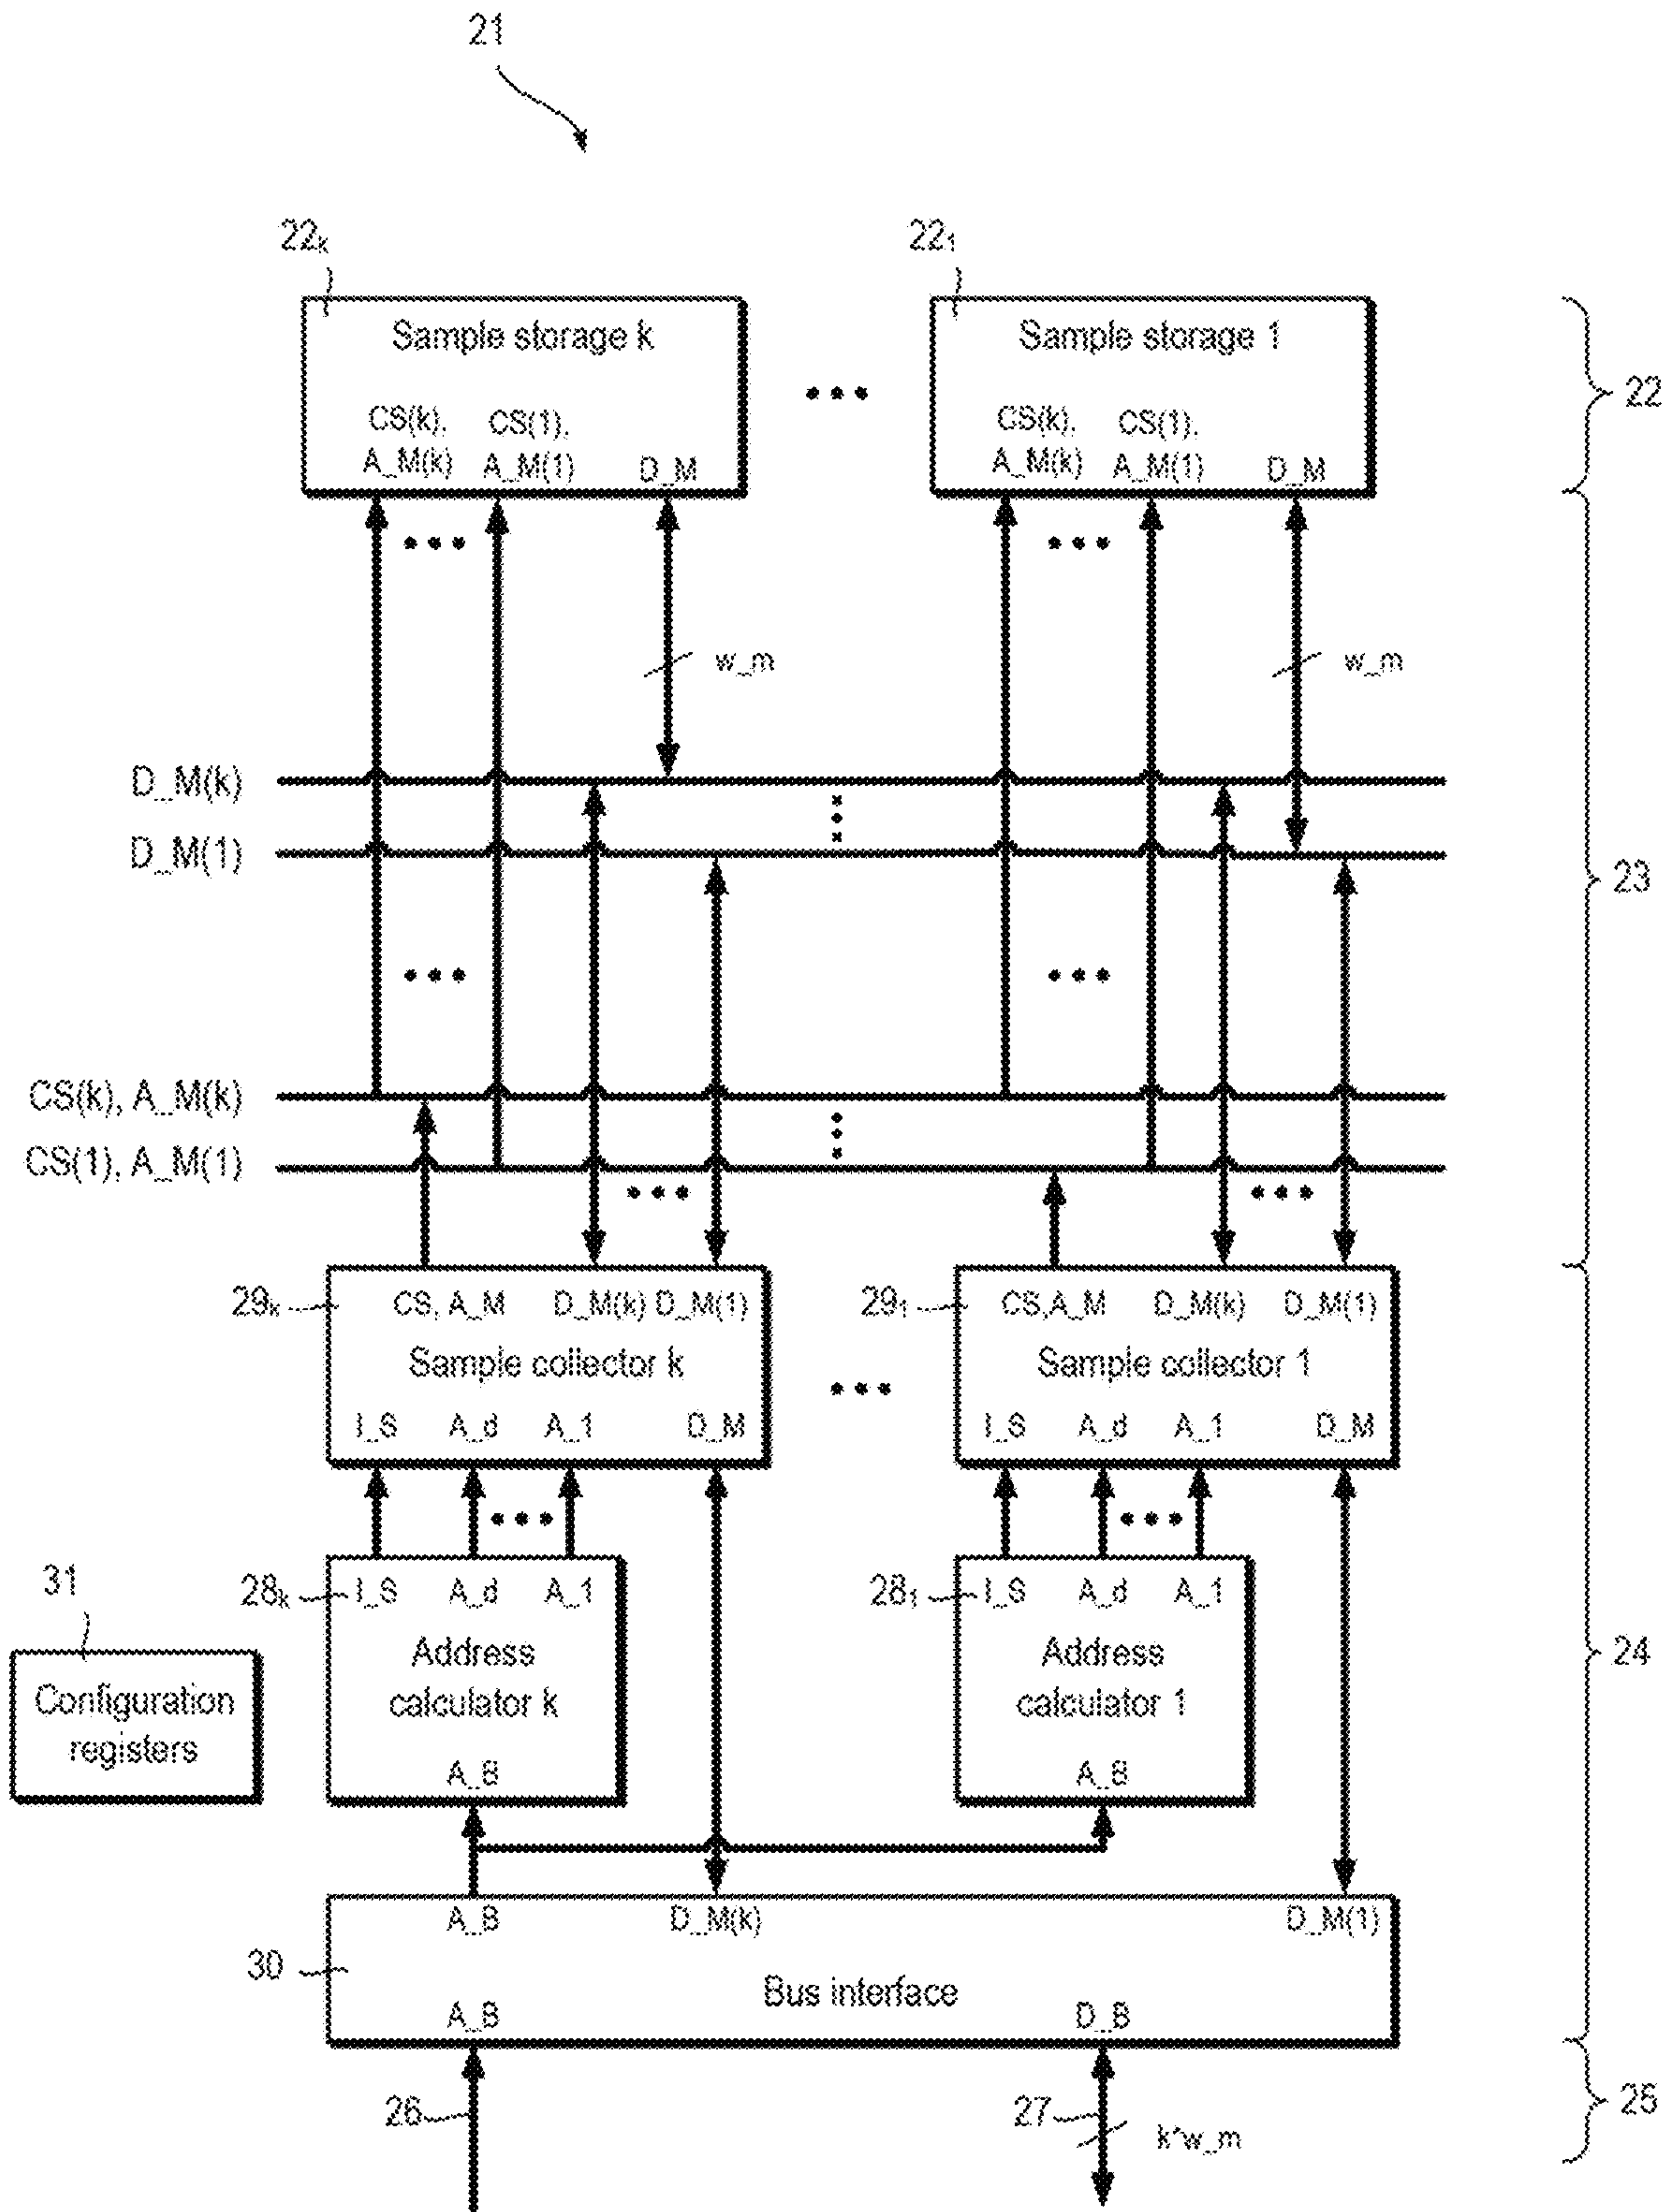 21
22k
22₁
Sample storage k
Sample storage 1
22
CS(k),
A_M(k)
CS(1),
A_M(1)
D_M
CS(k),
A_M(k)
CS(1),
A_M(1)
D_M
w_m
w_m
D_M(k)
D_M(1)
23
CS(k), A_M(k)
CS(1), A_M(1)
29k
CS, A_M
D_M(k)
D_M(1)
29₁
CS,A_M
D_M(k)
D_M(1)
Sample collector k
Sample collector 1
I_S
A_d
A_1
D_M
I_S
A_d
A_1
D_M
31
28k
I_S
A_d
A_1
28₁
I_S
A_d
A_1
Configuration
registers
Address
calculator k
Address
calculator 1
24
A_B
A_B
A_B
D_M(k)
D_M(1)
30
Bus interface
A_B
D_B
26
27
k*w_m
25